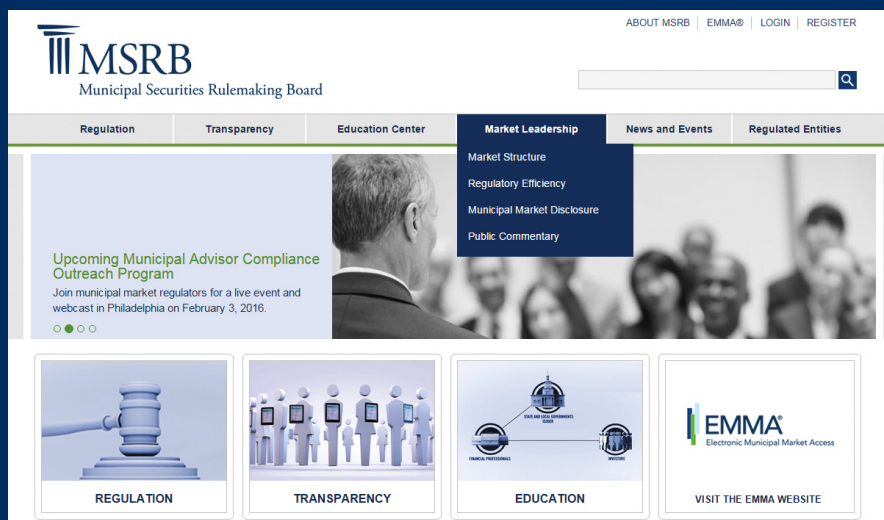 ABOUT MSRB | EMMA® | LOGIN | REGISTER
MSRB
Municipal Securities Rulemaking Board
Regulation
Transparency
Education Center
Market Leadership
News and Events
Regulated Entities
Market Structure
Regulatory Efficiency
Municipal Market Disclosure
Public Commentary
Upcoming Municipal Advisor Compliance
Outreach Program
Join municipal market regulators for a live event and
webcast in Philadelphia on February 3, 2016.
STATE AND LOCAL GOVERNMENTS
ISSUER
FINANCIAL PROFESSIONALS
INVESTORS
EMMA®
Electronic Municipal Market Access
REGULATION
TRANSPARENCY
EDUCATION
VISIT THE EMMA WEBSITE